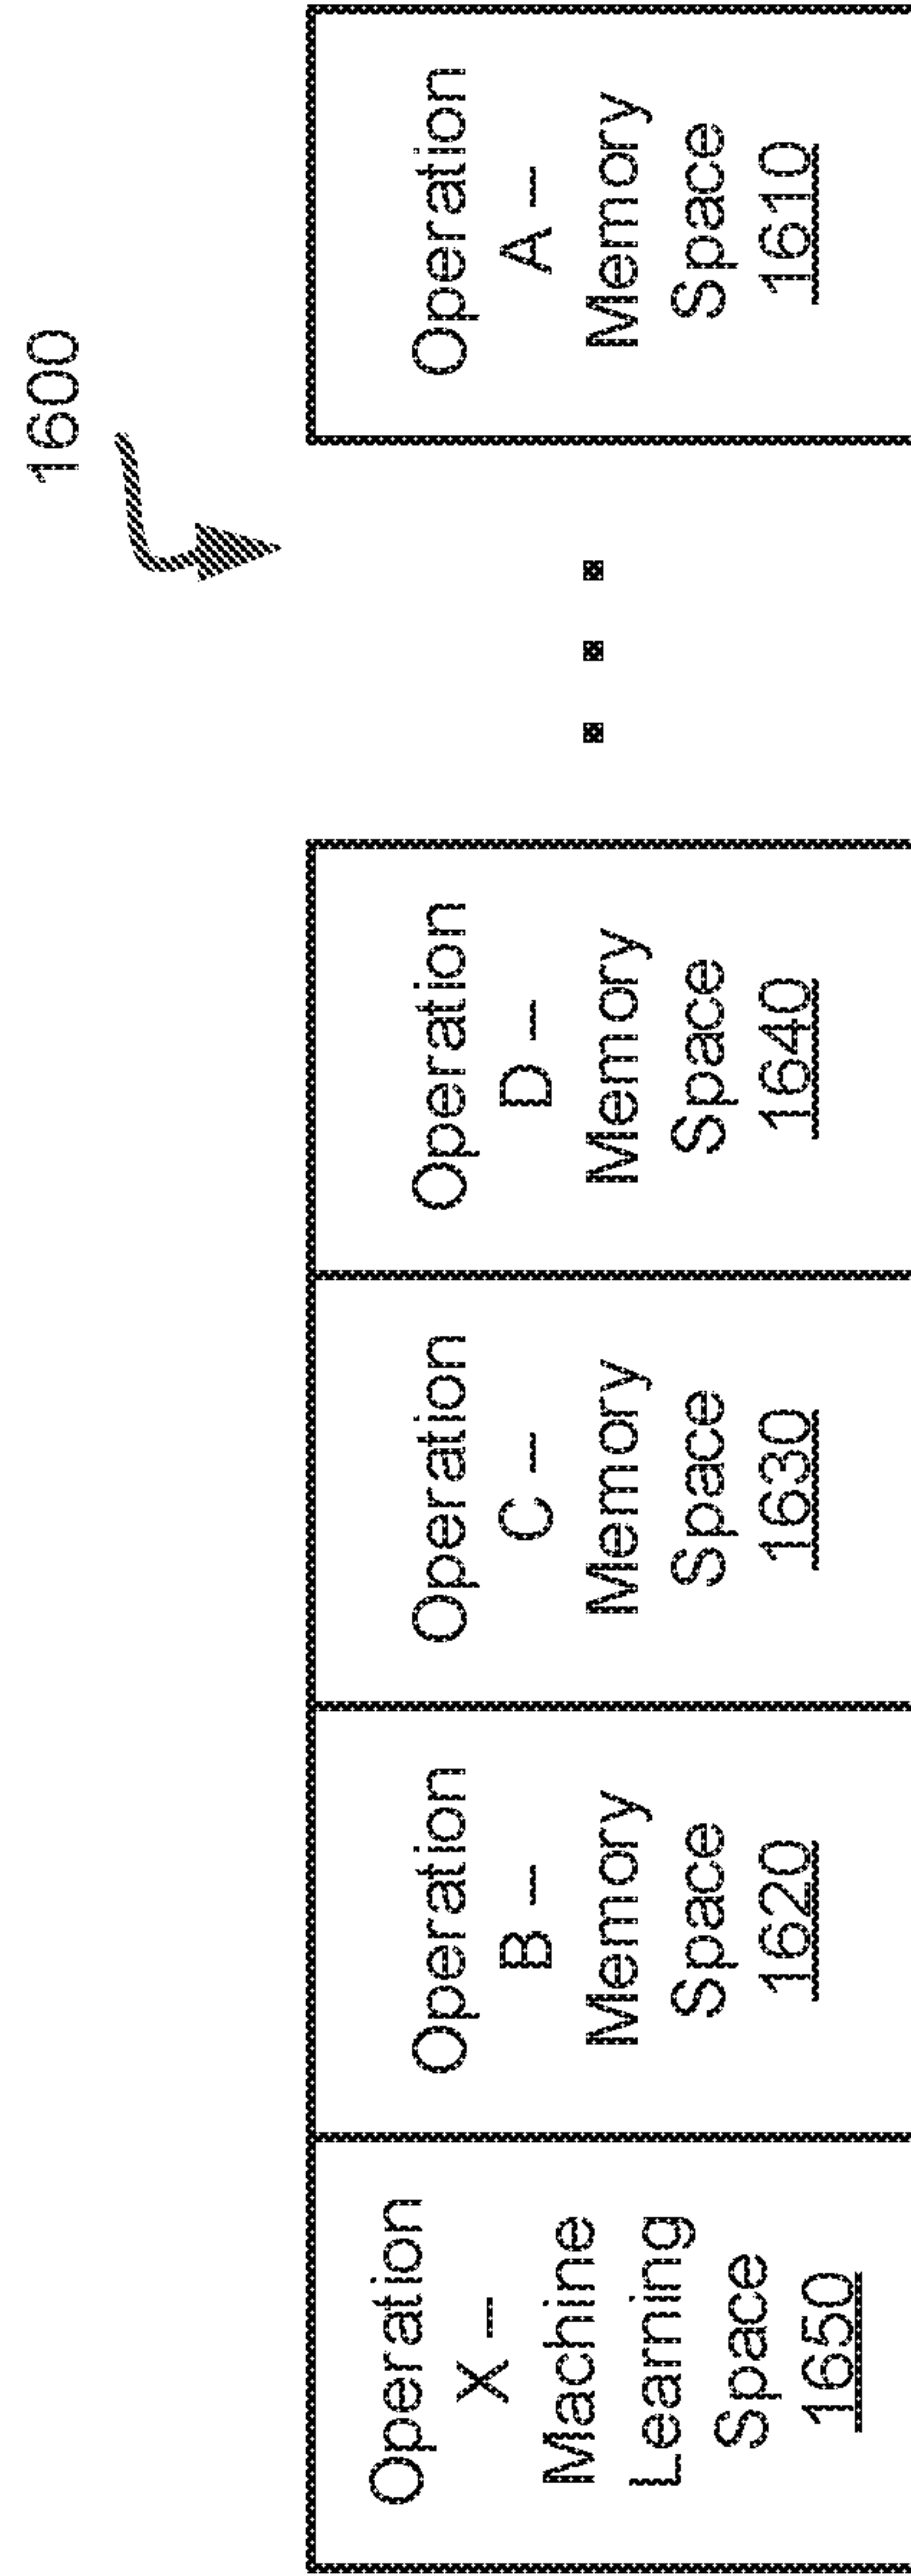 1600
Operation
X –
Machine
Learning
Space
1650
Operation
B –
Memory
Space
1620
Operation
C –
Memory
Space
1630
Operation
D –
Memory
Space
1640
. . .
Operation
A –
Memory
Space
1610